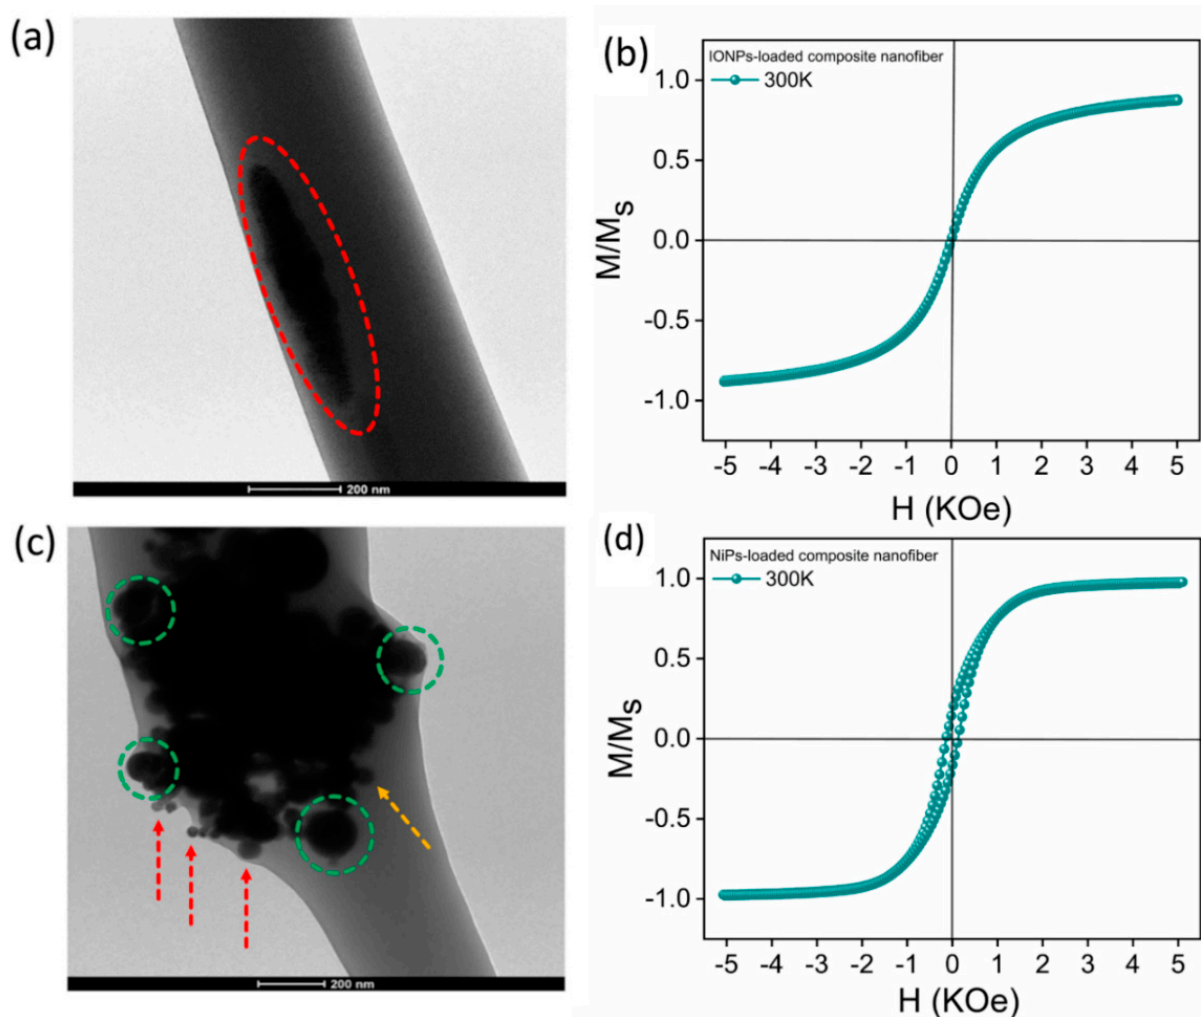 (a)
200 nm
(b)
IONPs-loaded composite nanofiber
300K
1.0
0.5
0.0
-0.5
-1.0
M/MS
-5 -4 -3 -2 -1 0 1 2 3 4 5
H (KOe)
(c)
200 nm
(d)
NiPs-loaded composite nanofiber
300K
1.0
0.5
0.0
-0.5
-1.0
M/MS
-5 -4 -3 -2 -1 0 1 2 3 4 5
H (KOe)